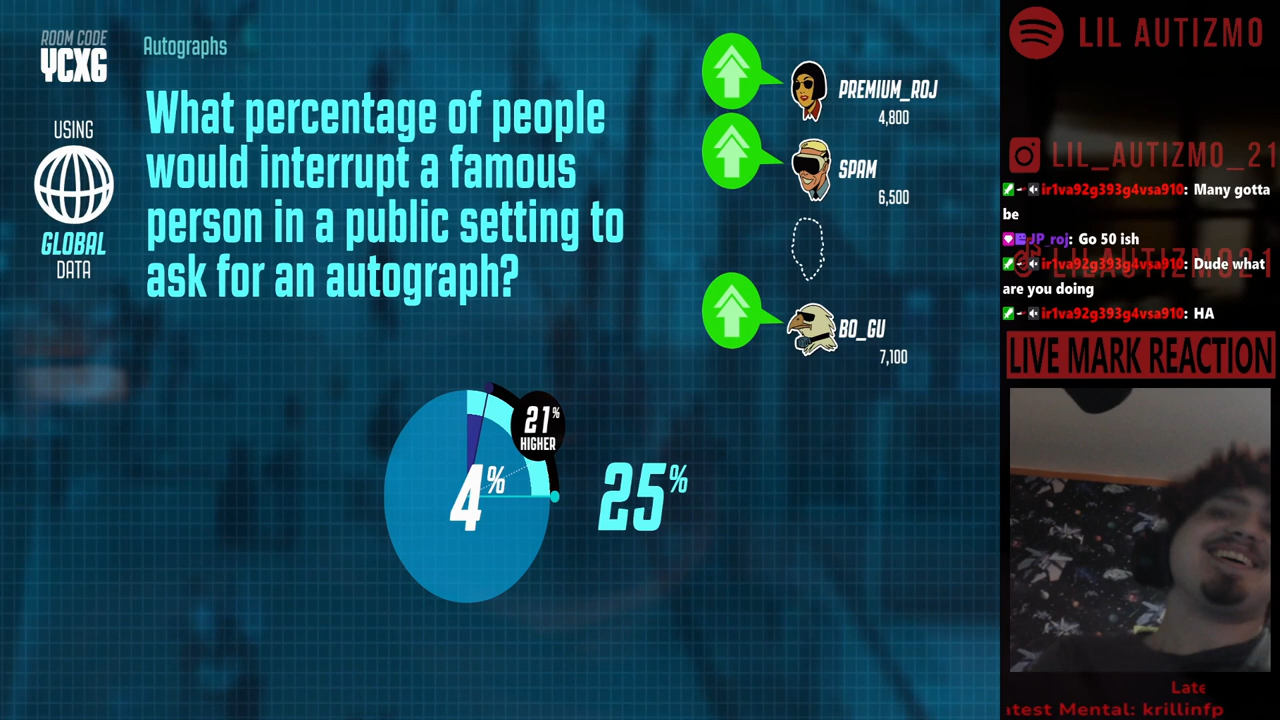 ROOM CODE
YCXG
Autographs
What percentage of people
would interrupt a famous
person in a public setting to
ask for an autograph?
USING
GLOBAL
DATA
PREMIUM_ROJ
4,800
SPAM
6,500
BO_GU
7,100
21%
HIGHER
4%
25%
LIL AUTIZMO
LIL_AUTIZMO_21
LIL AUTIZMO21
ir1va92g393g4vsa910: Many gotta
be
JP_roj: Go 50 ish
ir1va92g393g4vsa910: Dude what
are you doing
ir1va92g393g4vsa910: HA
LIVE MARK REACTION
Late
atest Mental: krillinfp